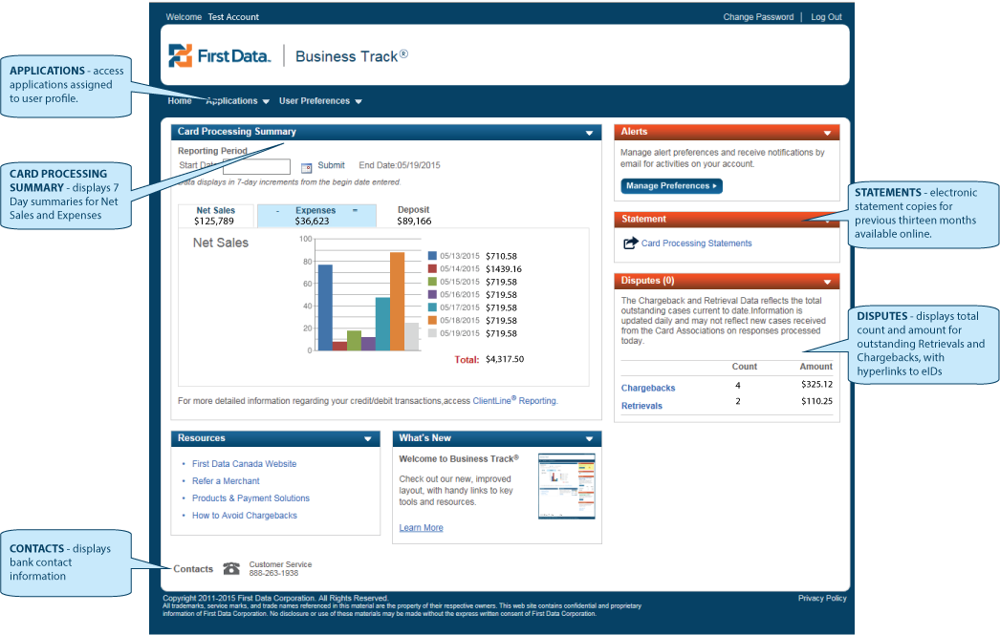 Welcome Test Account
Change Password | Log Out
First Data. | Business Track®
APPLICATIONS - access
applications assigned
to user profile.
Home Applications User Preferences
Card Processing Summary
Reporting Period
Start Date Submit End Date:05/19/2015
Data displays in 7-day increments from the begin date entered.
CARD PROCESSING
SUMMARY - displays 7
Day summaries for Net
Sales and Expenses
Net Sales - Expenses = Deposit
$125,789 $36,623 $89,166
Net Sales
100
80
60
40
20
0
05/13/2015 $710.58
05/14/2015 $1439.16
05/15/2015 $719.58
05/16/2015 $719.58
05/17/2015 $719.58
05/18/2015 $719.58
05/19/2015 $719.58
Total: $4,317.50
For more detailed information regarding your credit/debit transactions,access ClientLine® Reporting.
Alerts
Manage alert preferences and receive notifications by
email for activities on your account.
Manage Preferences
Statement
Card Processing Statements
STATEMENTS - electronic
statement copies for
previous thirteen months
available online.
Disputes (0)
The Chargeback and Retrieval Data reflects the total
outstanding cases current to date.Information is
updated daily and may not reflect new cases received
from the Card Associations on responses processed
today.
Count Amount
Chargebacks 4 $325.12
Retrievals 2 $110.25
DISPUTES - displays total
count and amount for
outstanding Retrievals and
Chargebacks, with
hyperlinks to eIDs
Resources
• First Data Canada Website
• Refer a Merchant
• Products & Payment Solutions
• How to Avoid Chargebacks
What's New
Welcome to Business Track®
Check out our new, improved
layout, with handy links to key
tools and resources.
Learn More
CONTACTS - displays
bank contact
information
Contacts Customer Service
888-263-1938
Copyright 2011-2015 First Data Corporation. All Rights Reserved.
Privacy Policy
All trademarks, service marks, and trade names referenced in this material are the property of their respective owners. This web site contains confidential and proprietary
information of First Data Corporation. No disclosure or use of these materials may be made without the express written consent of First Data Corporation.